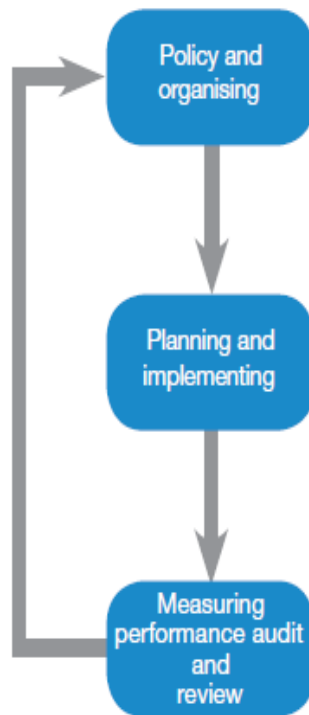 Policy and
organising
Planning and
implementing
Measuring
performance audit
and
review